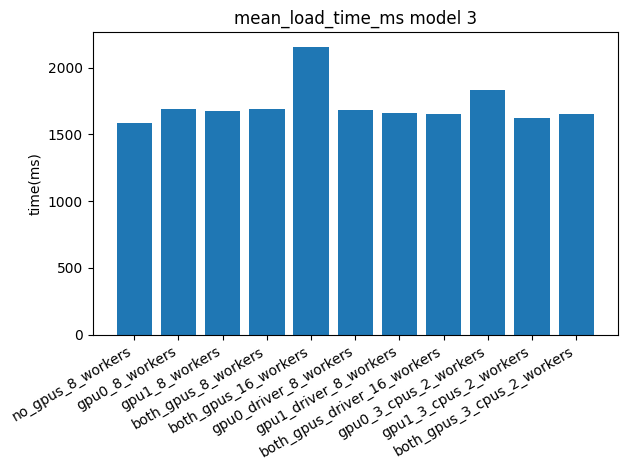 mean_load_time_ms model 3
time(ms)
2000
1500
1000
500
0
no_gpus_8_workers
gpu0_8_workers
gpu1_8_workers
both_gpus_8_workers
both_gpus_16_workers
gpu0_driver_8_workers
gpu1_driver_8_workers
both_gpus_driver_16_workers
gpu0_3_cpus_2_workers
gpu1_3_cpus_2_workers
both_gpus_3_cpus_2_workers